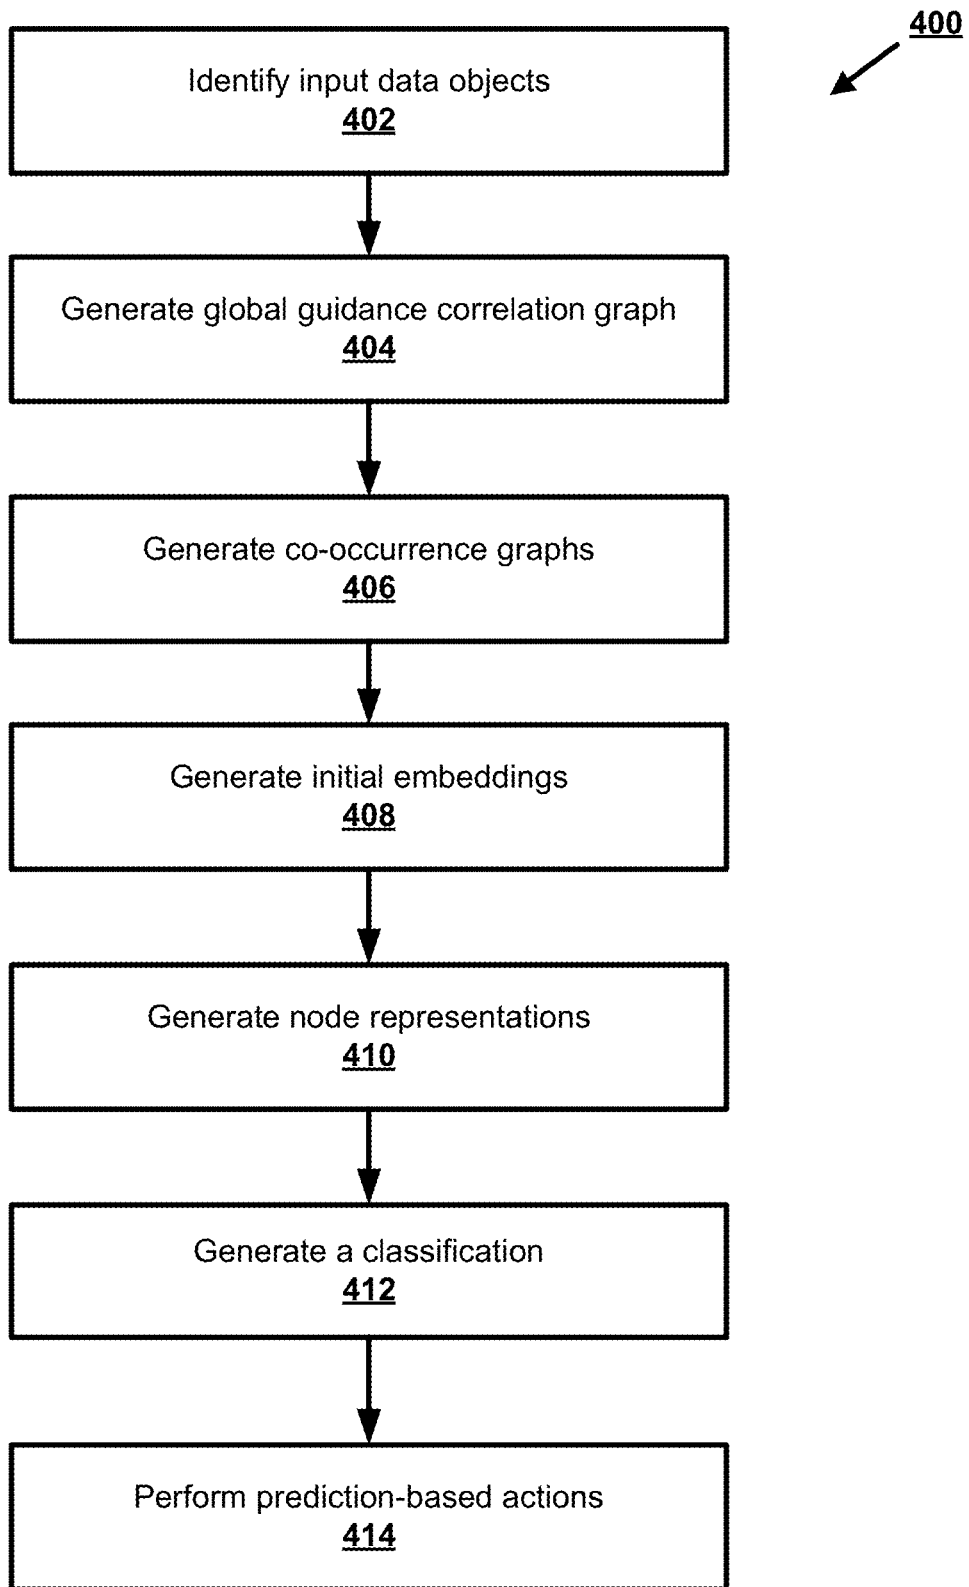 400
Identify input data objects
402
Generate global guidance correlation graph
404
Generate co-occurrence graphs
406
Generate initial embeddings
408
Generate node representations
410
Generate a classification
412
Perform prediction-based actions
414